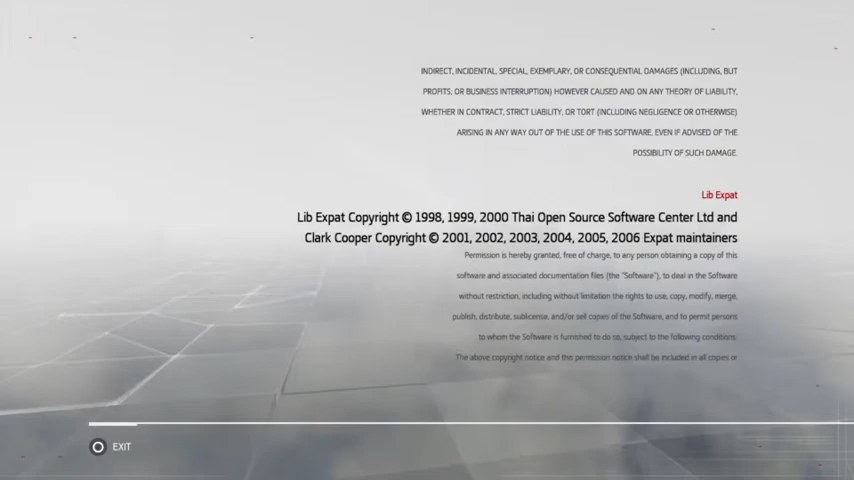 INDIRECT, INCIDENTAL, SPECIAL, EXEMPLARY, OR CONSEQUENTIAL DAMAGES (INCLUDING, BUT
PROFITS; OR BUSINESS INTERRUPTION) HOWEVER CAUSED AND ON ANY THEORY OF LIABILITY,
WHETHER IN CONTRACT, STRICT LIABILITY, OR TORT (INCLUDING NEGLIGENCE OR OTHERWISE)
ARISING IN ANY WAY OUT OF THE USE OF THIS SOFTWARE, EVEN IF ADVISED OF THE
POSSIBILITY OF SUCH DAMAGE.
Lib Expat
Lib Expat Copyright © 1998, 1999, 2000 Thai Open Source Software Center Ltd and
Clark Cooper Copyright © 2001, 2002, 2003, 2004, 2005, 2006 Expat maintainers
Permission is hereby granted, free of charge, to any person obtaining a copy of this
software and associated documentation files (the "Software"), to deal in the Software
without restriction, including without limitation the rights to use, copy, modify, merge,
publish, distribute, sublicense, and/or sell copies of the Software, and to permit persons
to whom the Software is furnished to do so, subject to the following conditions:
The above copyright notice and this permission notice shall be included in all copies or
EXIT